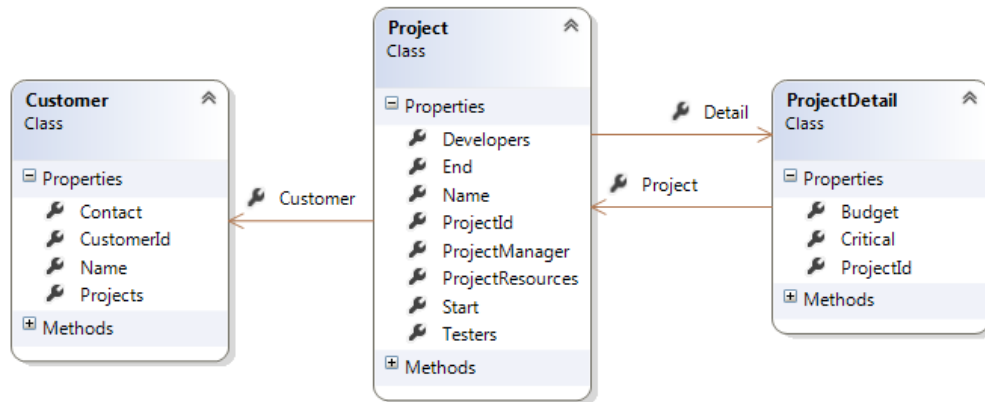 Customer
Class
Properties
Contact
CustomerId
Name
Projects
Methods
Customer
Project
Class
Properties
Developers
End
Name
ProjectId
ProjectManager
ProjectResources
Start
Testers
Methods
Detail
Project
ProjectDetail
Class
Properties
Budget
Critical
ProjectId
Methods